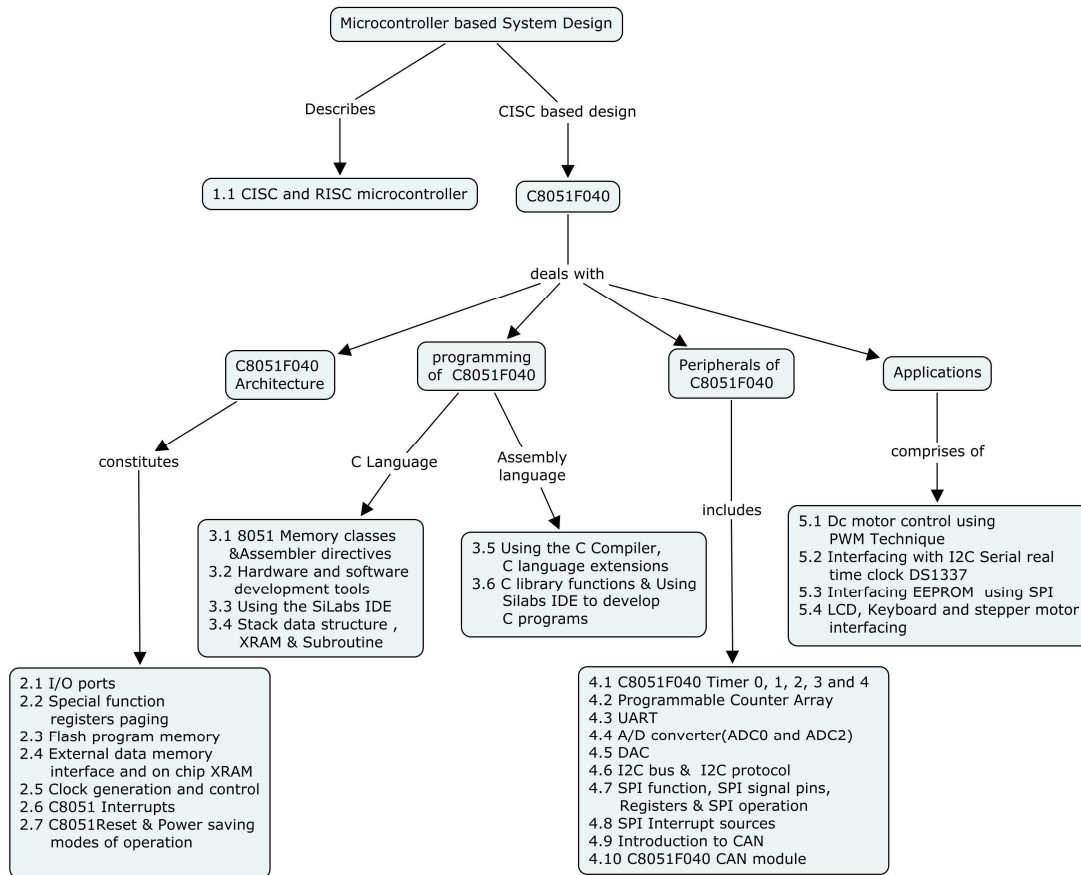 Microcontroller based System Design
Describes
CISC based design
1.1 CISC and RISC microcontroller
C8051F040
deals with
C8051F040
Architecture
programming
of C8051F040
Peripherals of
C8051F040
Applications
constitutes
C Language
Assembly
language
includes
comprises of
3.1 8051 Memory classes
&Assembler directives
3.2 Hardware and software
development tools
3.3 Using the SiLabs IDE
3.4 Stack data structure ,
XRAM & Subroutine
3.5 Using the C Compiler,
C language extensions
3.6 C library functions & Using
Silabs IDE to develop
C programs
5.1 Dc motor control using
PWM Technique
5.2 Interfacing with I2C Serial real
time clock DS1337
5.3 Interfacing EEPROM using SPI
5.4 LCD, Keyboard and stepper motor
interfacing
2.1 I/O ports
2.2 Special function
registers paging
2.3 Flash program memory
2.4 External data memory
interface and on chip XRAM
2.5 Clock generation and control
2.6 C8051 Interrupts
2.7 C8051Reset & Power saving
modes of operation
4.1 C8051F040 Timer 0, 1, 2, 3 and 4
4.2 Programmable Counter Array
4.3 UART
4.4 A/D converter(ADC0 and ADC2)
4.5 DAC
4.6 I2C bus & I2C protocol
4.7 SPI function, SPI signal pins,
Registers & SPI operation
4.8 SPI Interrupt sources
4.9 Introduction to CAN
4.10 C8051F040 CAN module